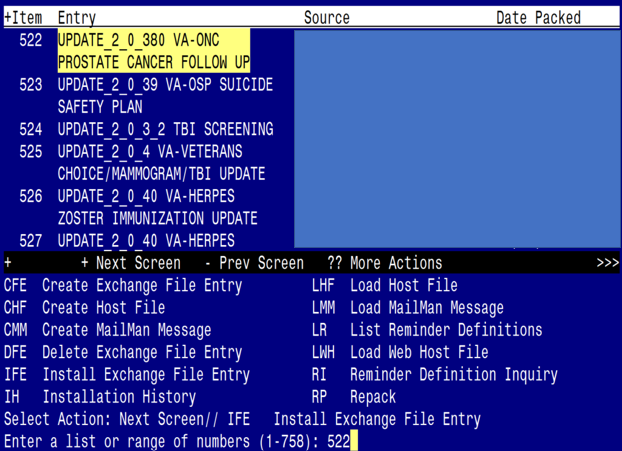 +Item Entry Source Date Packed
522 UPDATE_2_0_380 VA-ONC
PROSTATE CANCER FOLLOW UP
523 UPDATE_2_0_39 VA-OSP SUICIDE
SAFETY PLAN
524 UPDATE_2_0_3_2 TBI SCREENING
525 UPDATE_2_0_4 VA-VETERANS
CHOICE/MAMMOGRAM/TBI UPDATE
526 UPDATE_2_0_40 VA-HERPES
ZOSTER IMMUNIZATION UPDATE
527 UPDATE_2_0_40 VA-HERPES
+ + Next Screen - Prev Screen ?? More Actions >>>
CFE Create Exchange File Entry LHF Load Host File
CHF Create Host File LMM Load MailMan Message
CMM Create MailMan Message LR List Reminder Definitions
DFE Delete Exchange File Entry LWH Load Web Host File
IFE Install Exchange File Entry RI Reminder Definition Inquiry
IH Installation History RP Repack
Select Action: Next Screen// IFE Install Exchange File Entry
Enter a list or range of numbers (1-758): 522